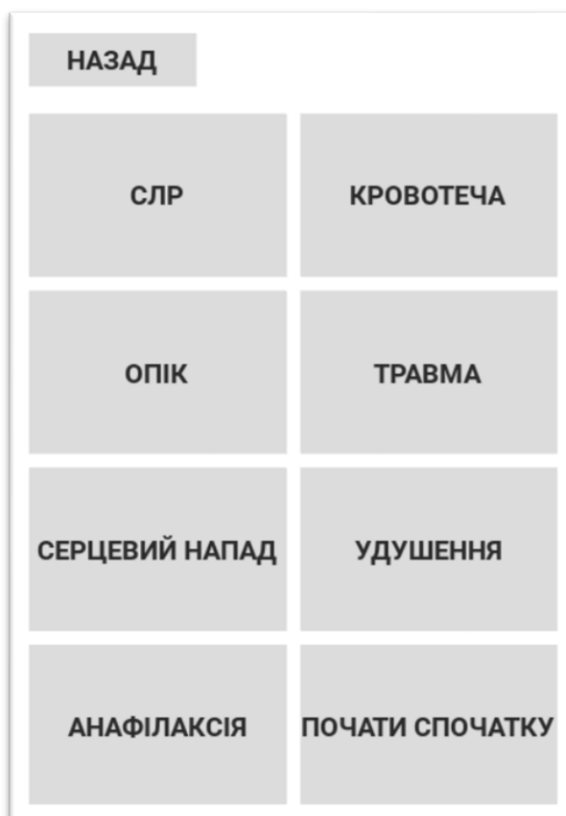 НАЗАД
СЛР
КРОВОТЕЧА
ОПІК
ТРАВМА
СЕРЦЕВИЙ НАПАД
УДУШЕННЯ
АНАФІЛАКСІЯ
ПОЧАТИ СПОЧАТКУ